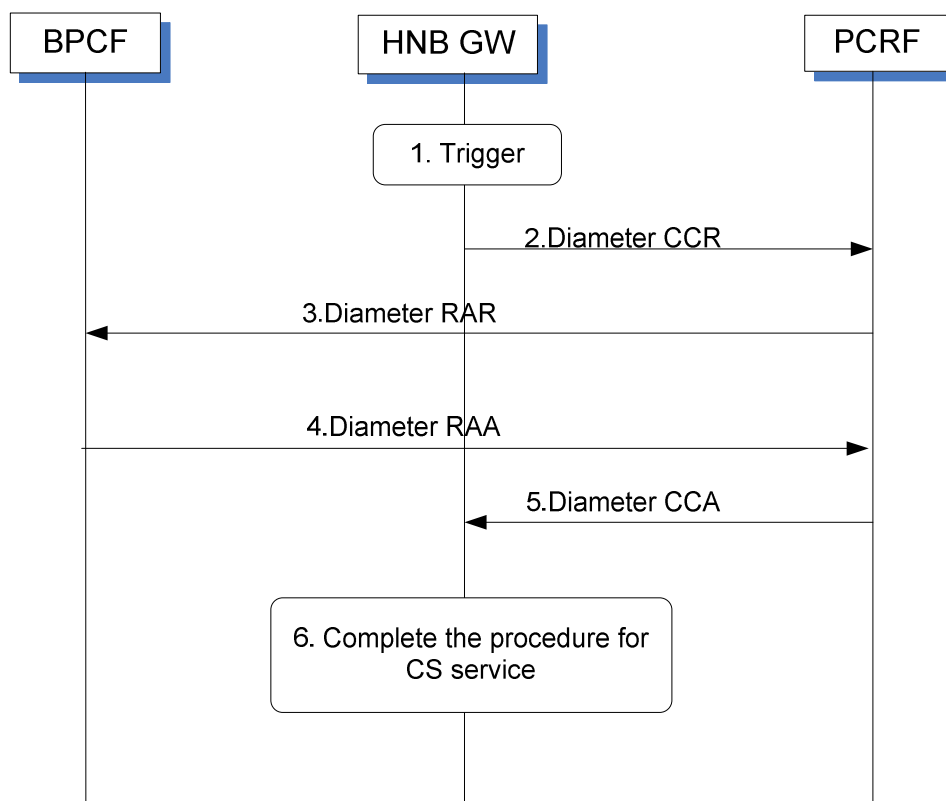 BPCF
HNB GW
PCRF
1. Trigger
2.Diameter CCR
3.Diameter RAR
4.Diameter RAA
5.Diameter CCA
6. Complete the procedure for
CS service